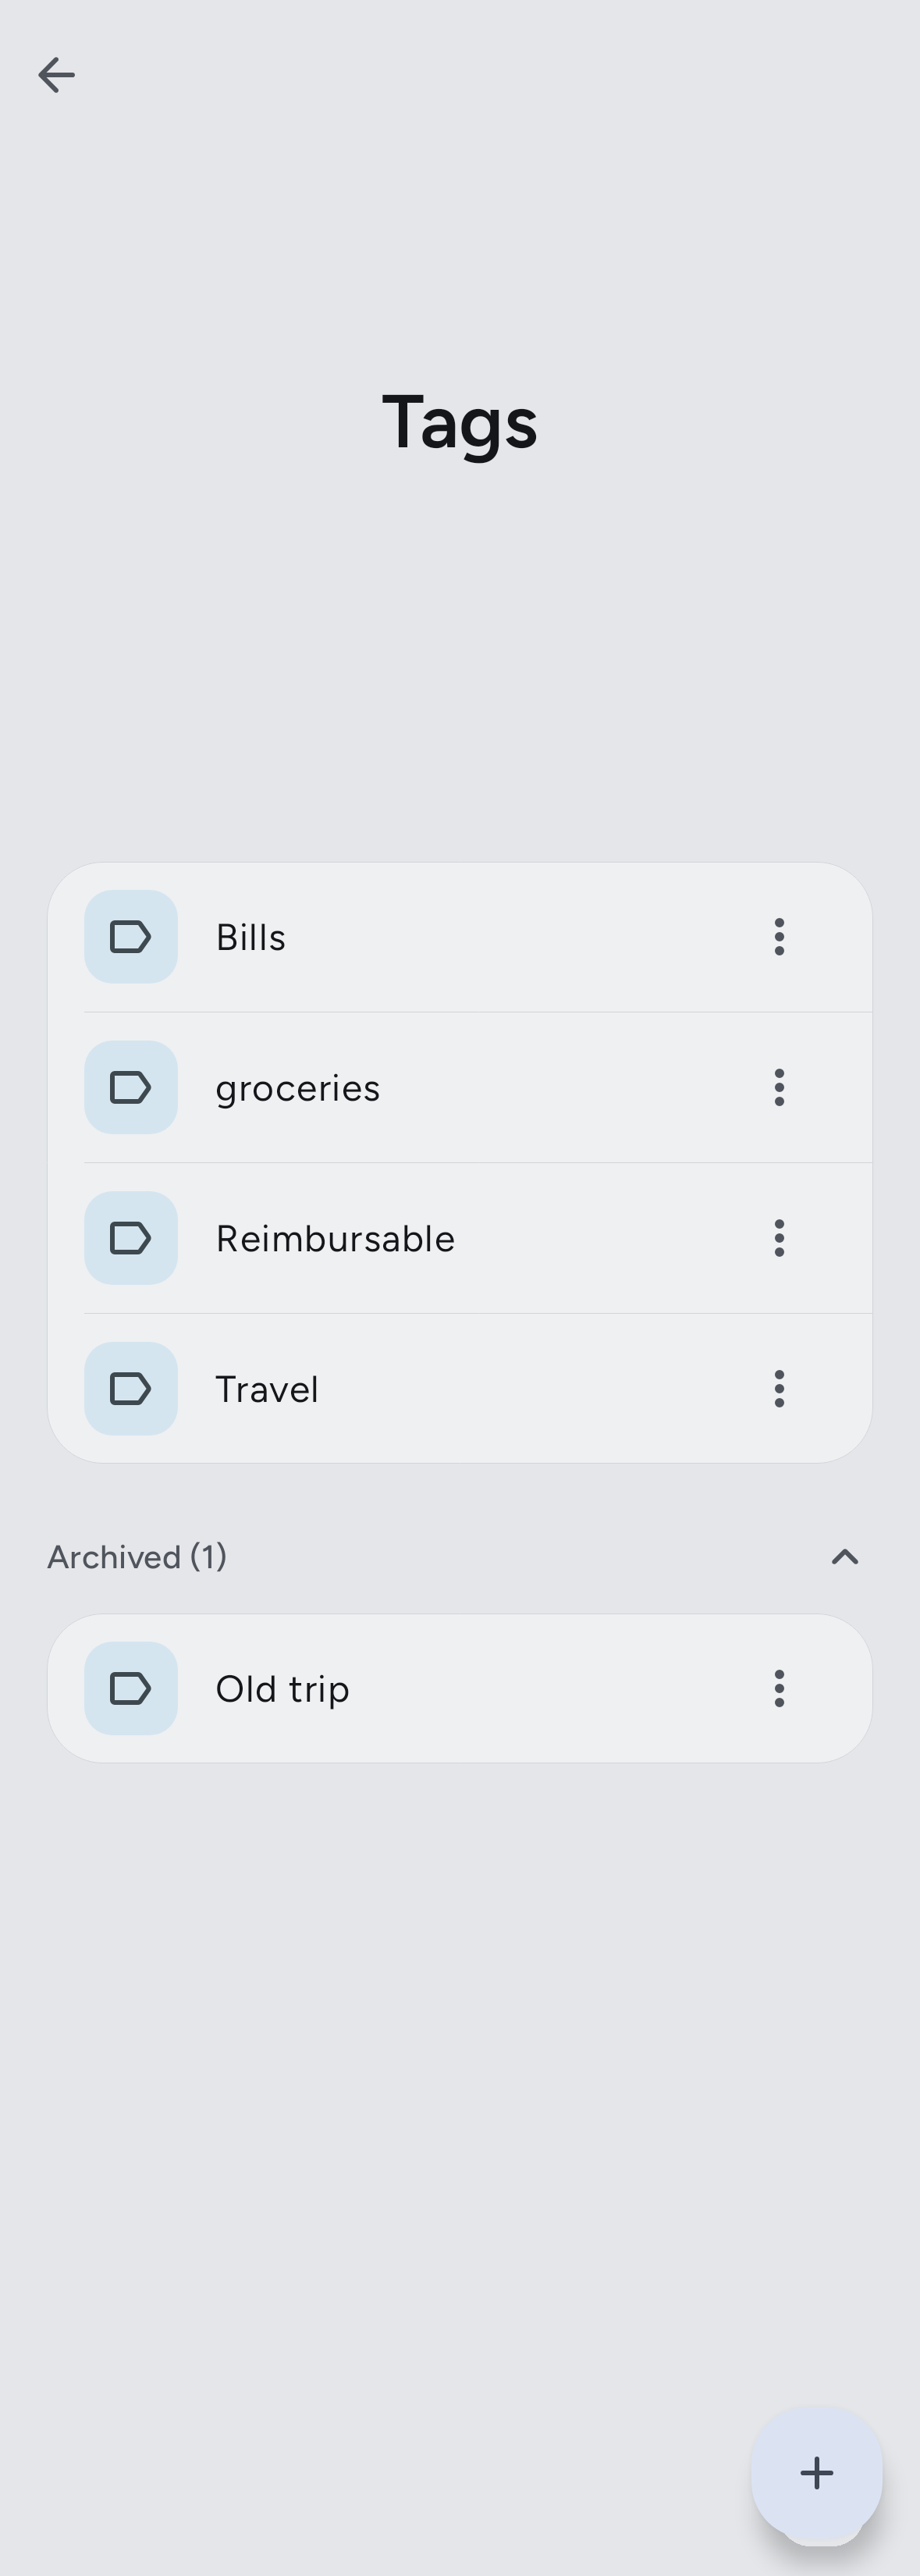 Tags
Bills
groceries
Reimbursable
Travel
Archived (1)
Old trip